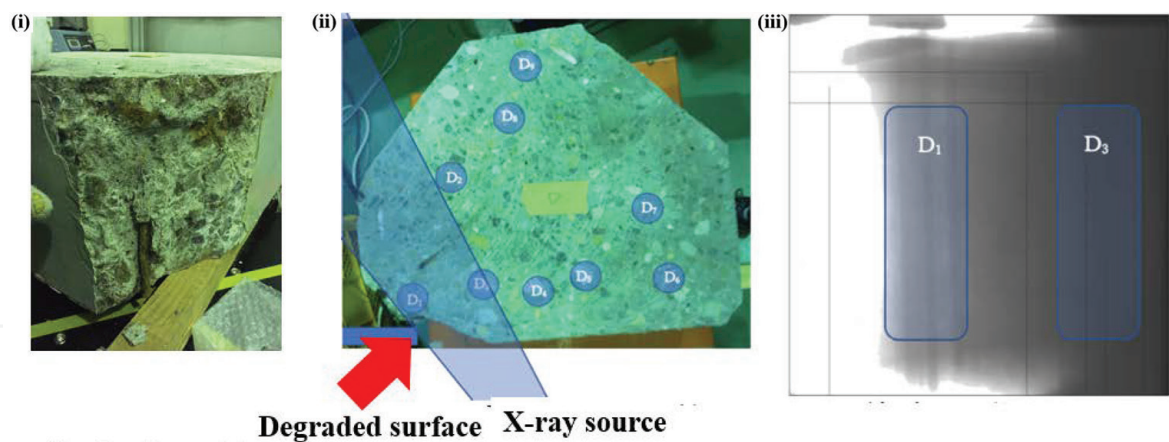 (i)
(ii)
(iii)
D₉
D₈
D₂
D₇
D₁
D₃
D₄
D₅
D₆
D₁
D₃
Degraded surface
X-ray source